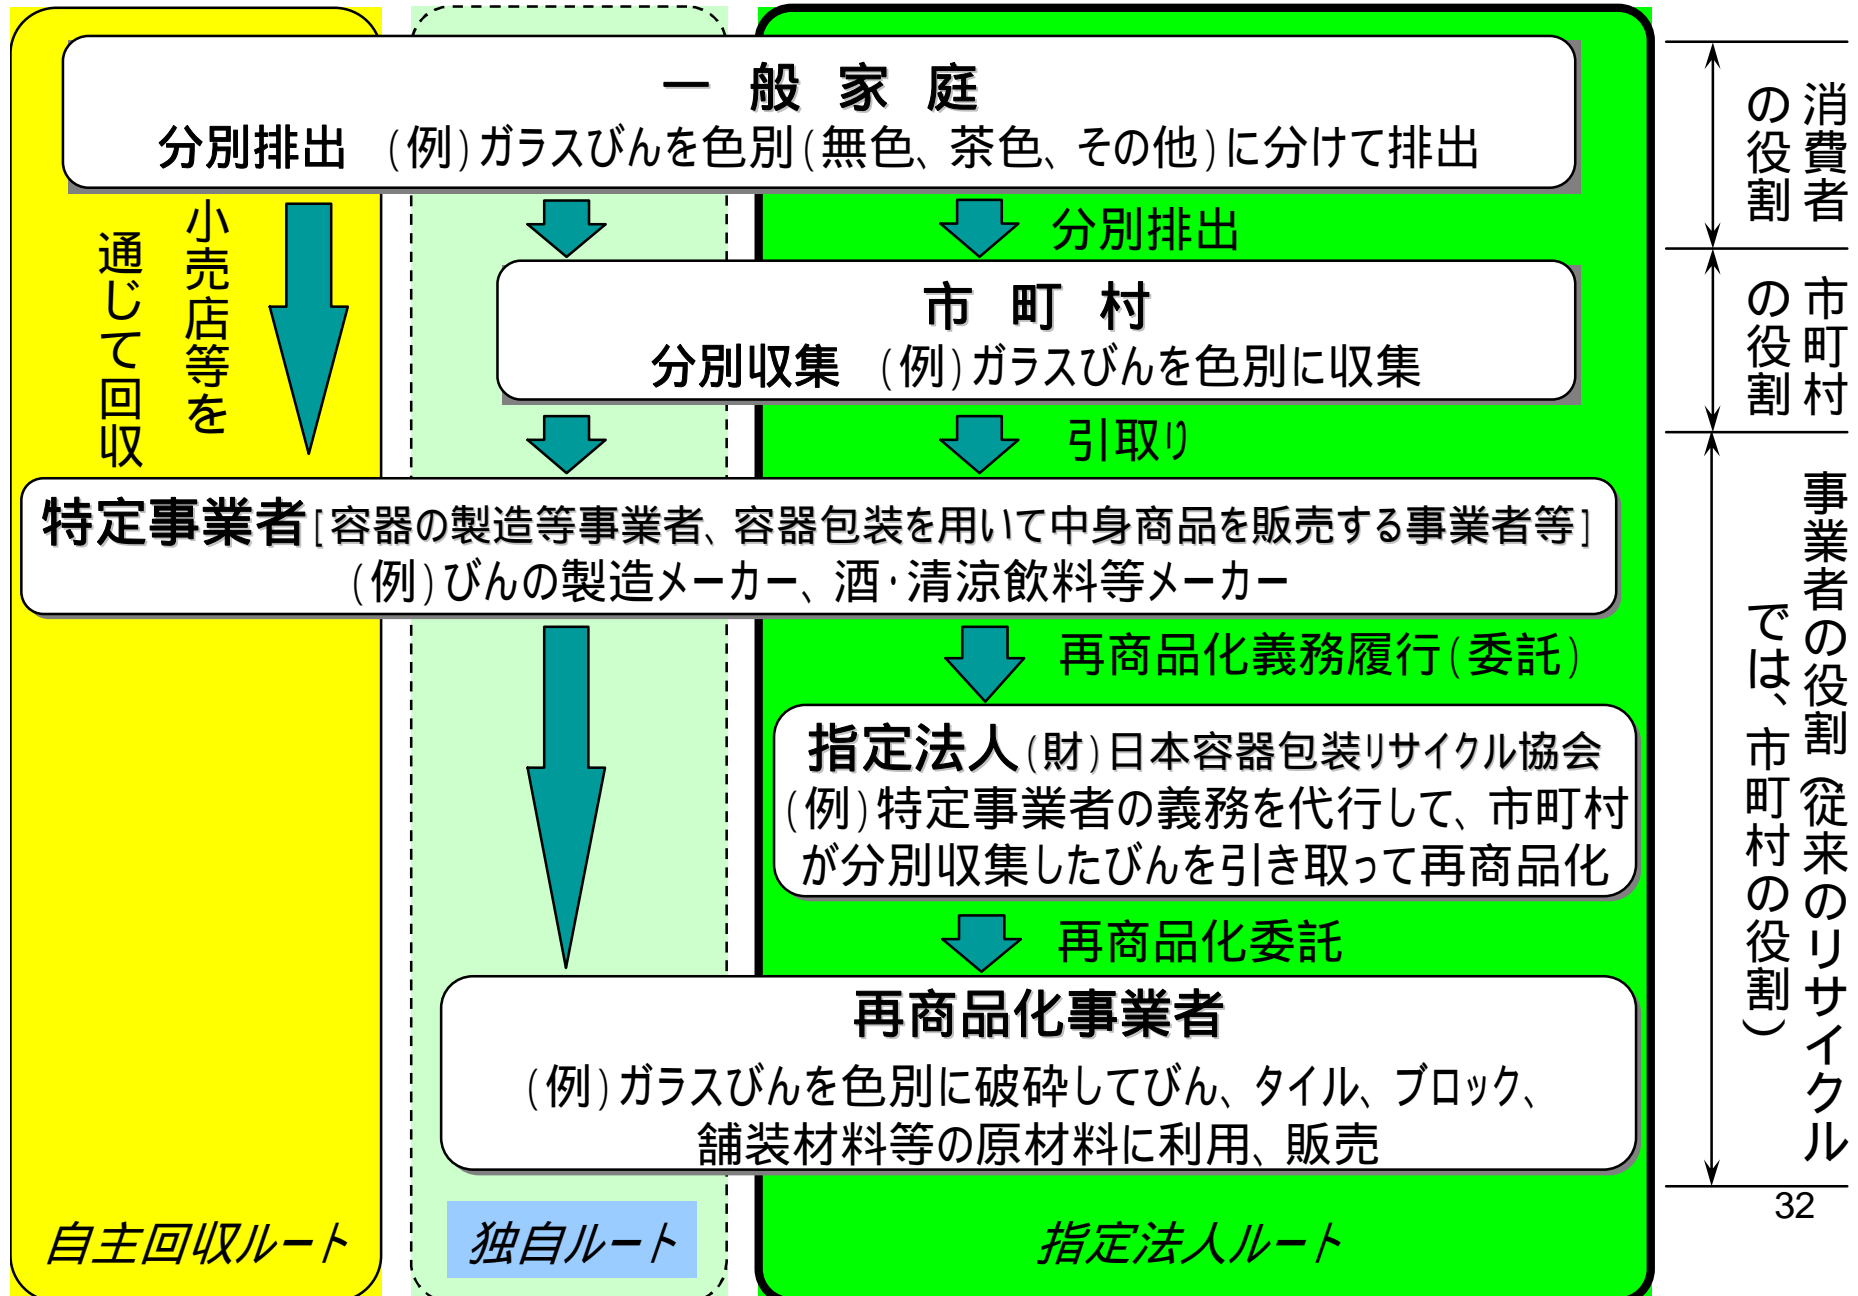 一般家庭
分別排出 (例)ガラスびんを色別(無色、茶色、その他)に分けて排出
小売店等を
通じて回収
分別排出
市町村
分別収集 (例)ガラスびんを色別に収集
引取り
特定事業者[容器の製造等事業者、容器包装を用いて中身商品を販売する事業者等]
(例)びんの製造メーカー、酒・清涼飲料等メーカー
再商品化義務履行(委託)
指定法人(財)日本容器包装リサイクル協会
(例)特定事業者の義務を代行して、市町村
が分別収集したびんを引き取って再商品化
再商品化委託
再商品化事業者
(例)ガラスびんを色別に破砕してびん、タイル、ブロック、
舗装材料等の原材料に利用、販売
自主回収ルート
独自ルート
指定法人ルート
消費者
の役割
市町村
の役割
事業者の役割(従来のリサイクル
では、市町村の役割)
32